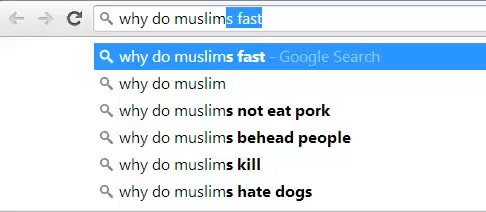 why do muslims fast
why do muslims fast - Google Search
why do muslim
why do muslims not eat pork
why do muslims behead people
why do muslims kill
why do muslims hate dogs